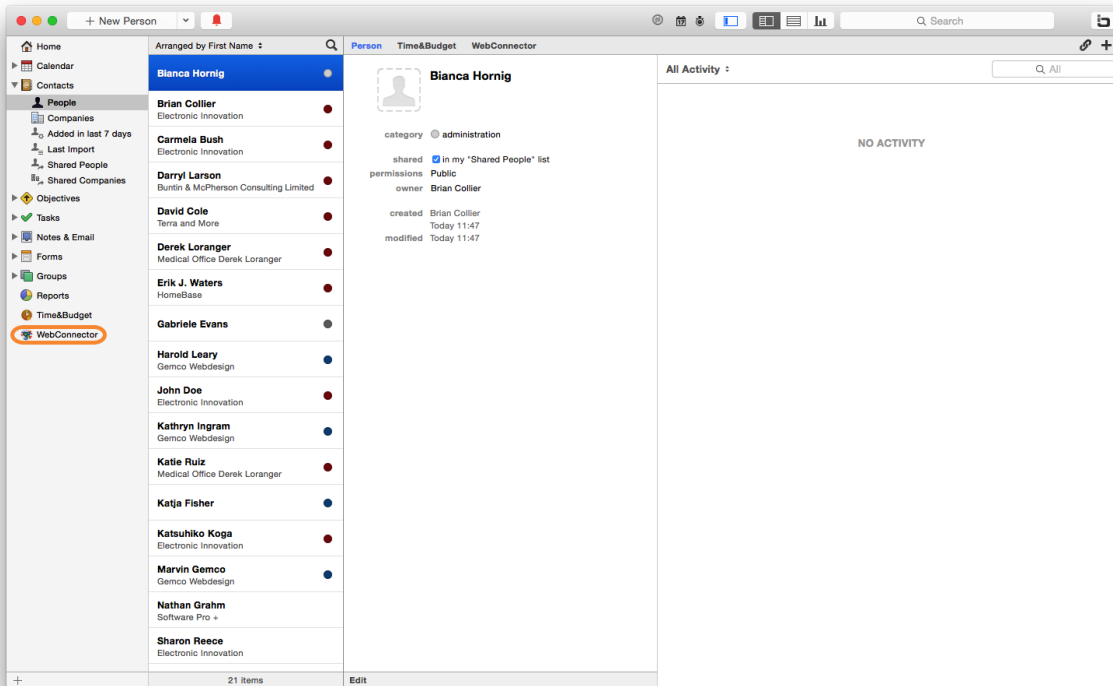 + New Person
Search
Home
Calendar
Contacts
People
Companies
Added in last 7 days
Last Import
Shared People
Shared Companies
Objectives
Tasks
Notes & Email
Forms
Groups
Reports
Time&Budget
WebConnector
+
Arranged by First Name
Bianca Hornig
Brian Collier
Electronic Innovation
Carmela Bush
Electronic Innovation
Darryl Larson
Buntin & McPherson Consulting Limited
David Cole
Terra and More
Derek Loranger
Medical Office Derek Loranger
Erik J. Waters
HomeBase
Gabriele Evans
Harold Leary
Gemco Webdesign
John Doe
Electronic Innovation
Kathryn Ingram
Gemco Webdesign
Katie Ruiz
Medical Office Derek Loranger
Katja Fisher
Katsuhiko Koga
Electronic Innovation
Marvin Gemco
Gemco Webdesign
Nathan Grahm
Software Pro +
Sharon Reece
Electronic Innovation
21 items
Person Time&Budget WebConnector
Bianca Hornig
category administration
shared in my "Shared People" list
permissions Public
owner Brian Collier
created Brian Collier
Today 11:47
modified Today 11:47
Edit
All Activity
All
NO ACTIVITY